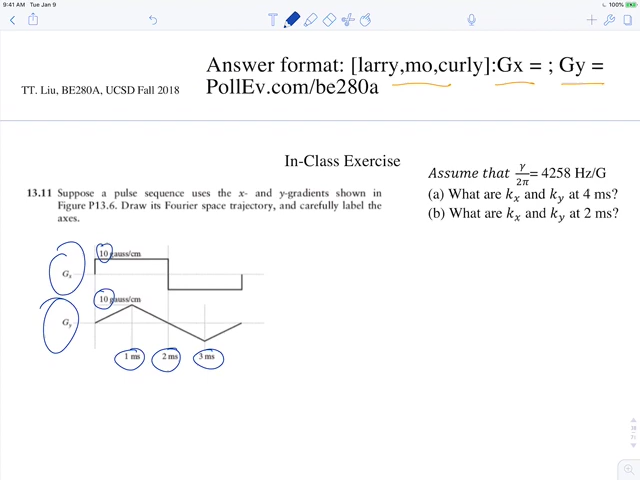 9:41 AM Tue Jan 9
100%
T
Answer format: [larry,mo,curly]:Gx = ; Gy =
TT. Liu, BE280A, UCSD Fall 2018
PollEv.com/be280a
In-Class Exercise
13.11 Suppose a pulse sequence uses the x- and y-gradients shown in
Figure P13.6. Draw its Fourier space trajectory, and carefully label the
axes.
Assume that γ/2π = 4258 Hz/G
(a) What are kx and ky at 4 ms?
(b) What are kx and ky at 2 ms?
10 gauss/cm
Gx
10 gauss/cm
Gy
1 ms 2 ms 3 ms